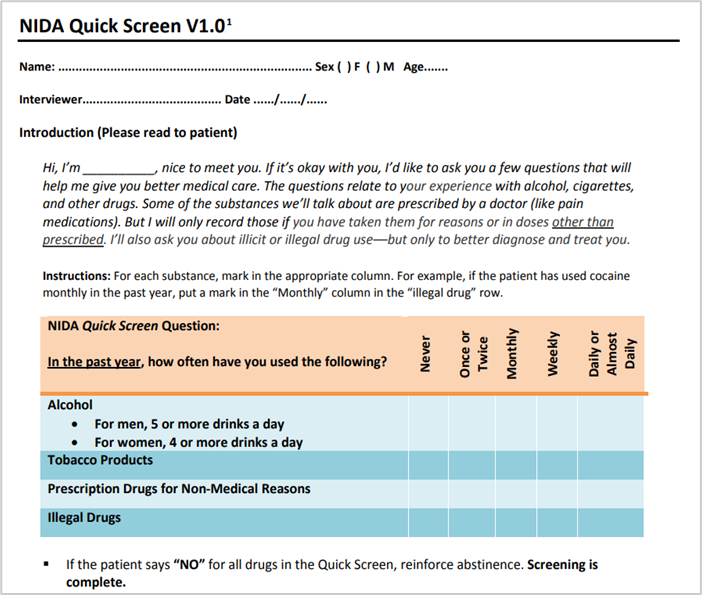 NIDA Quick Screen V1.0¹
Name: .......................................................................... Sex ( ) F ( ) M Age.......
Interviewer........................................ Date ....../....../......
Introduction (Please read to patient)
Hi, I’m __________, nice to meet you. If it’s okay with you, I’d like to ask you a few questions that will
help me give you better medical care. The questions relate to your experience with alcohol, cigarettes,
and other drugs. Some of the substances we’ll talk about are prescribed by a doctor (like pain
medications). But I will only record those if you have taken them for reasons or in doses other than
prescribed. I’ll also ask you about illicit or illegal drug use—but only to better diagnose and treat you.
Instructions: For each substance, mark in the appropriate column. For example, if the patient has used cocaine
monthly in the past year, put a mark in the “Monthly” column in the “illegal drug” row.
NIDA Quick Screen Question:
In the past year, how often have you used the following?
Never
Once or
Twice
Monthly
Weekly
Daily or
Almost
Daily
Alcohol
• For men, 5 or more drinks a day
• For women, 4 or more drinks a day
Tobacco Products
Prescription Drugs for Non-Medical Reasons
Illegal Drugs
▪ If the patient says “NO” for all drugs in the Quick Screen, reinforce abstinence. Screening is
complete.